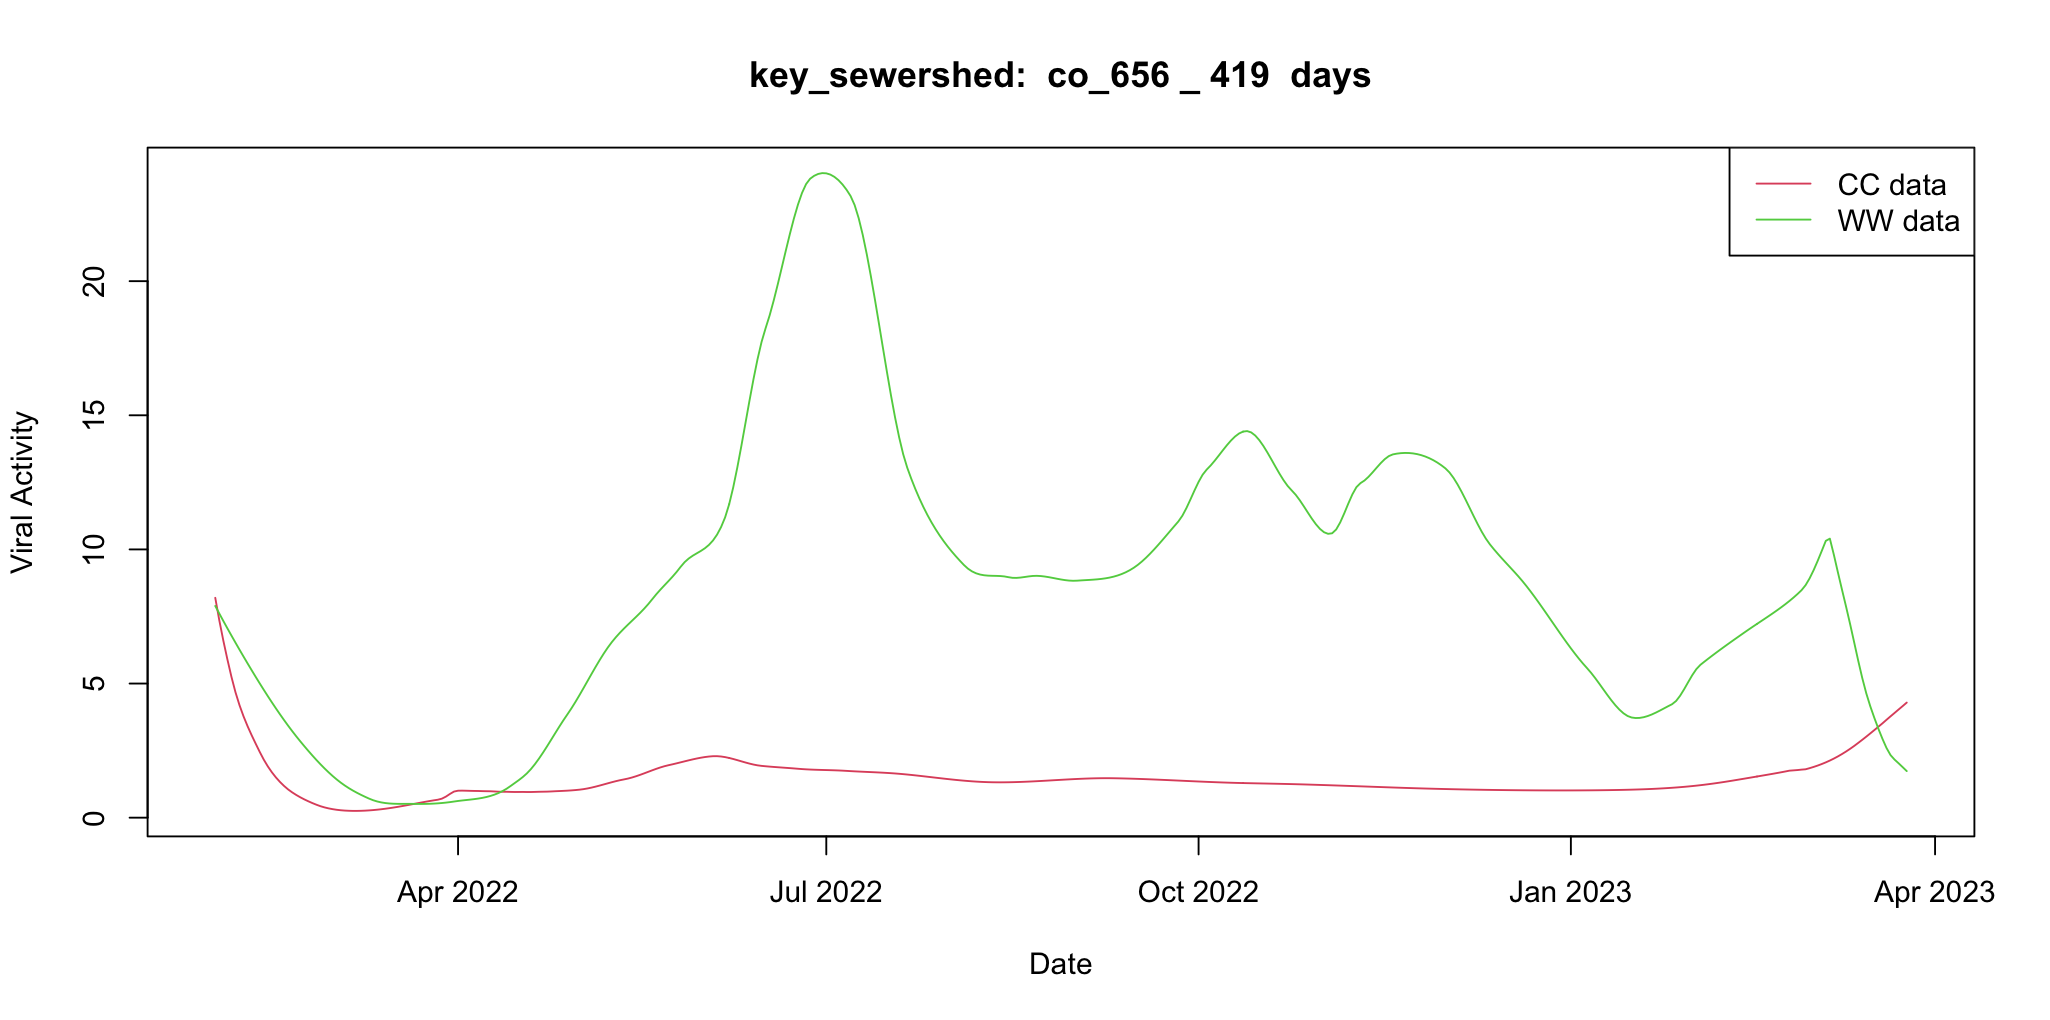 key_sewershed:  co_656 _ 419  days
CC data
WW data
Viral Activity
20
15
10
5
0
Apr 2022
Jul 2022
Oct 2022
Jan 2023
Apr 2023
Date